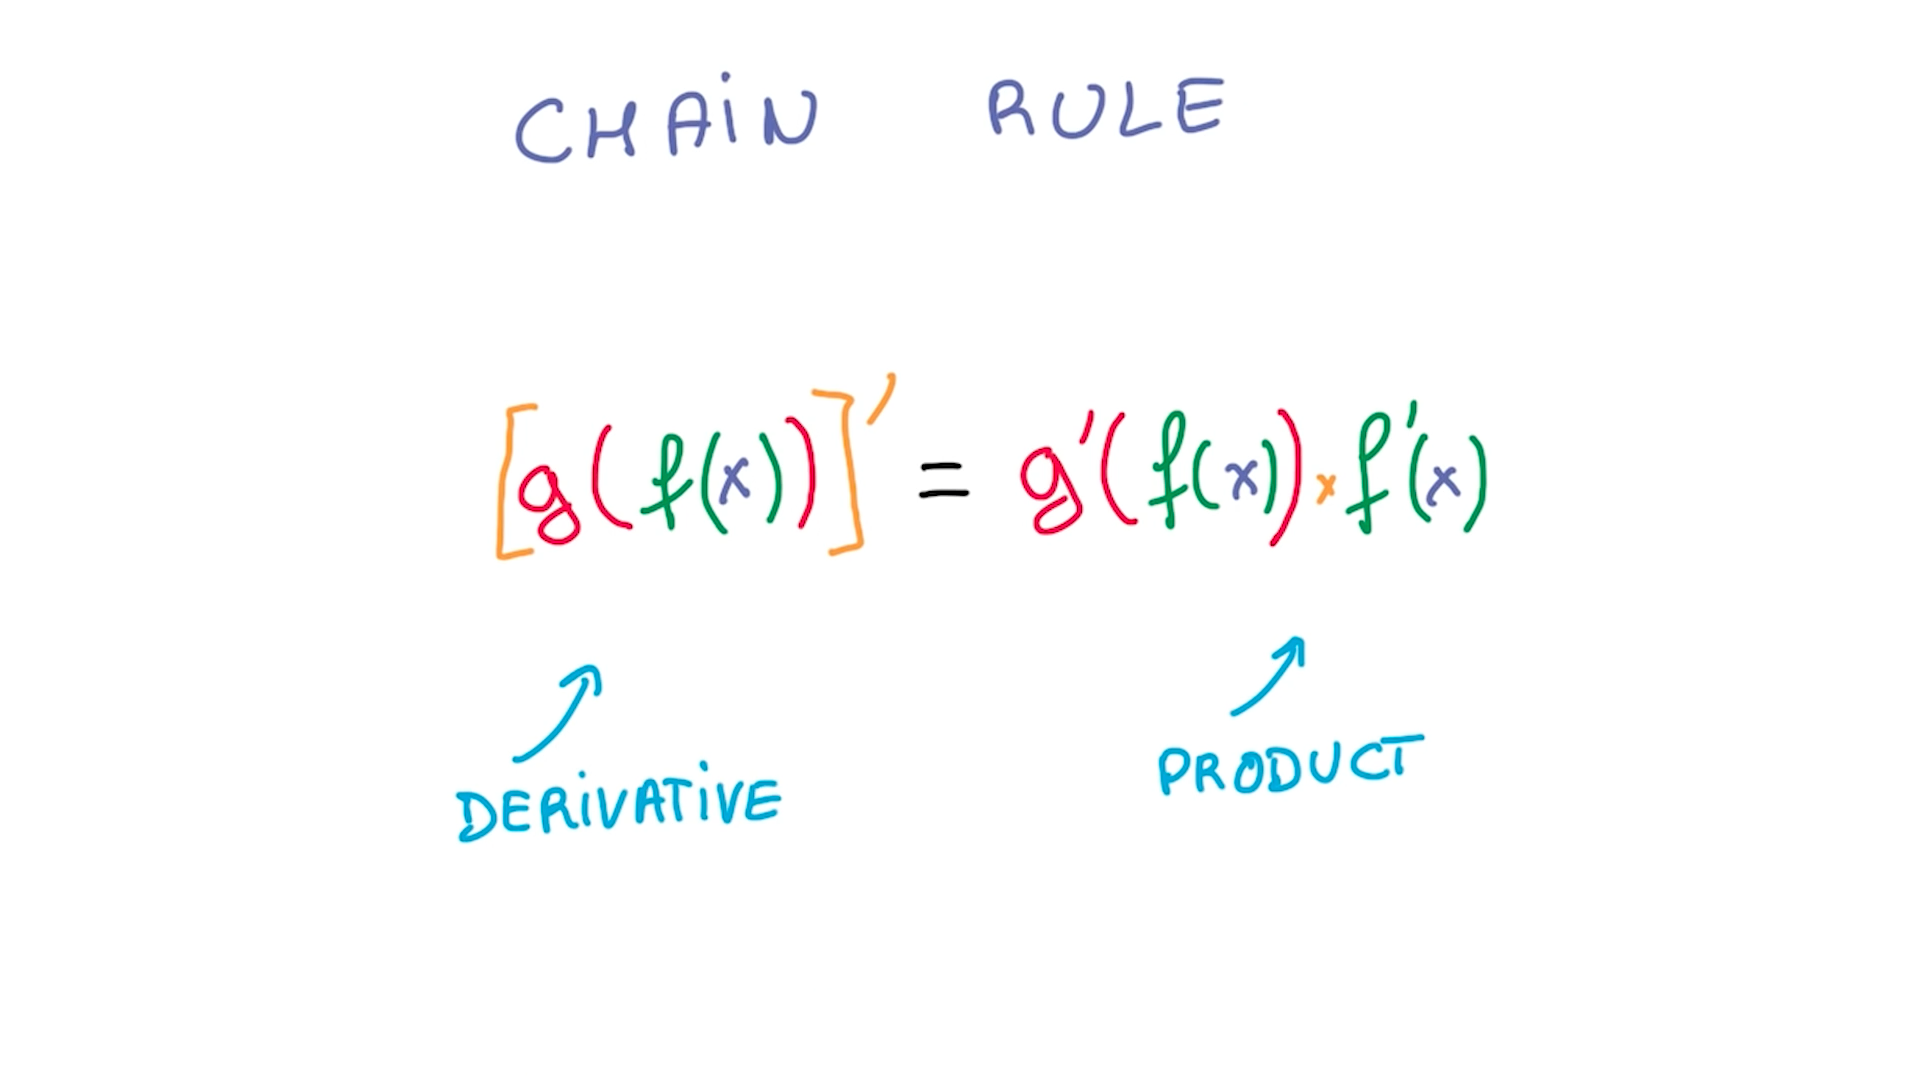 CHAIN RULE
[g(f(x))]' = g'(f(x)) × f'(x)
DERIVATIVE
PRODUCT